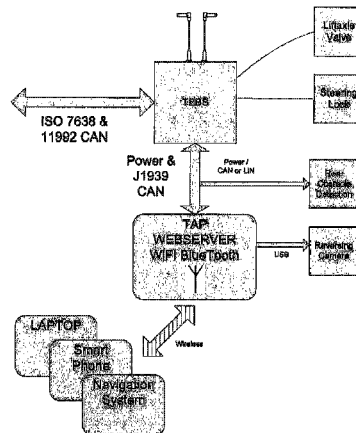 Liftaxle
Valve
TEBS
Steering
Lock
ISO 7638 &
11992 CAN
Power &
J1939
CAN
Power /
CAN or LIN
Rear
Obstacle
Detection
TAP
WEBSERVER
WiFi BlueTooth
USB
Reversing
Camera
Wireless
LAPTOP
Smart
Phone
Navigation
System